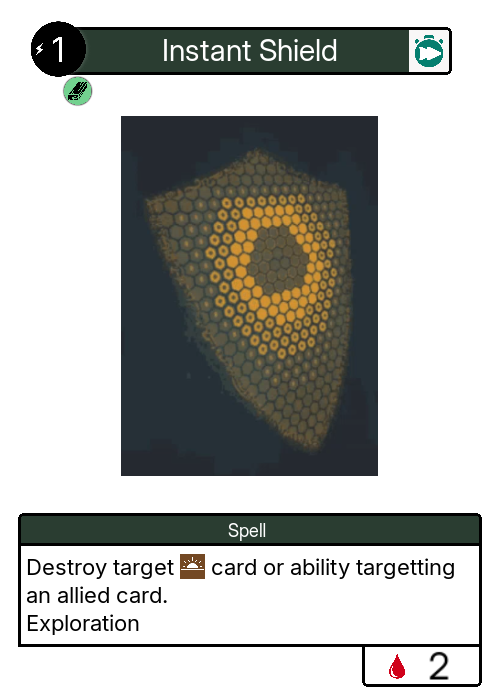 1
Instant Shield
Spell
Destroy target card or ability targetting
an allied card.
Exploration
2